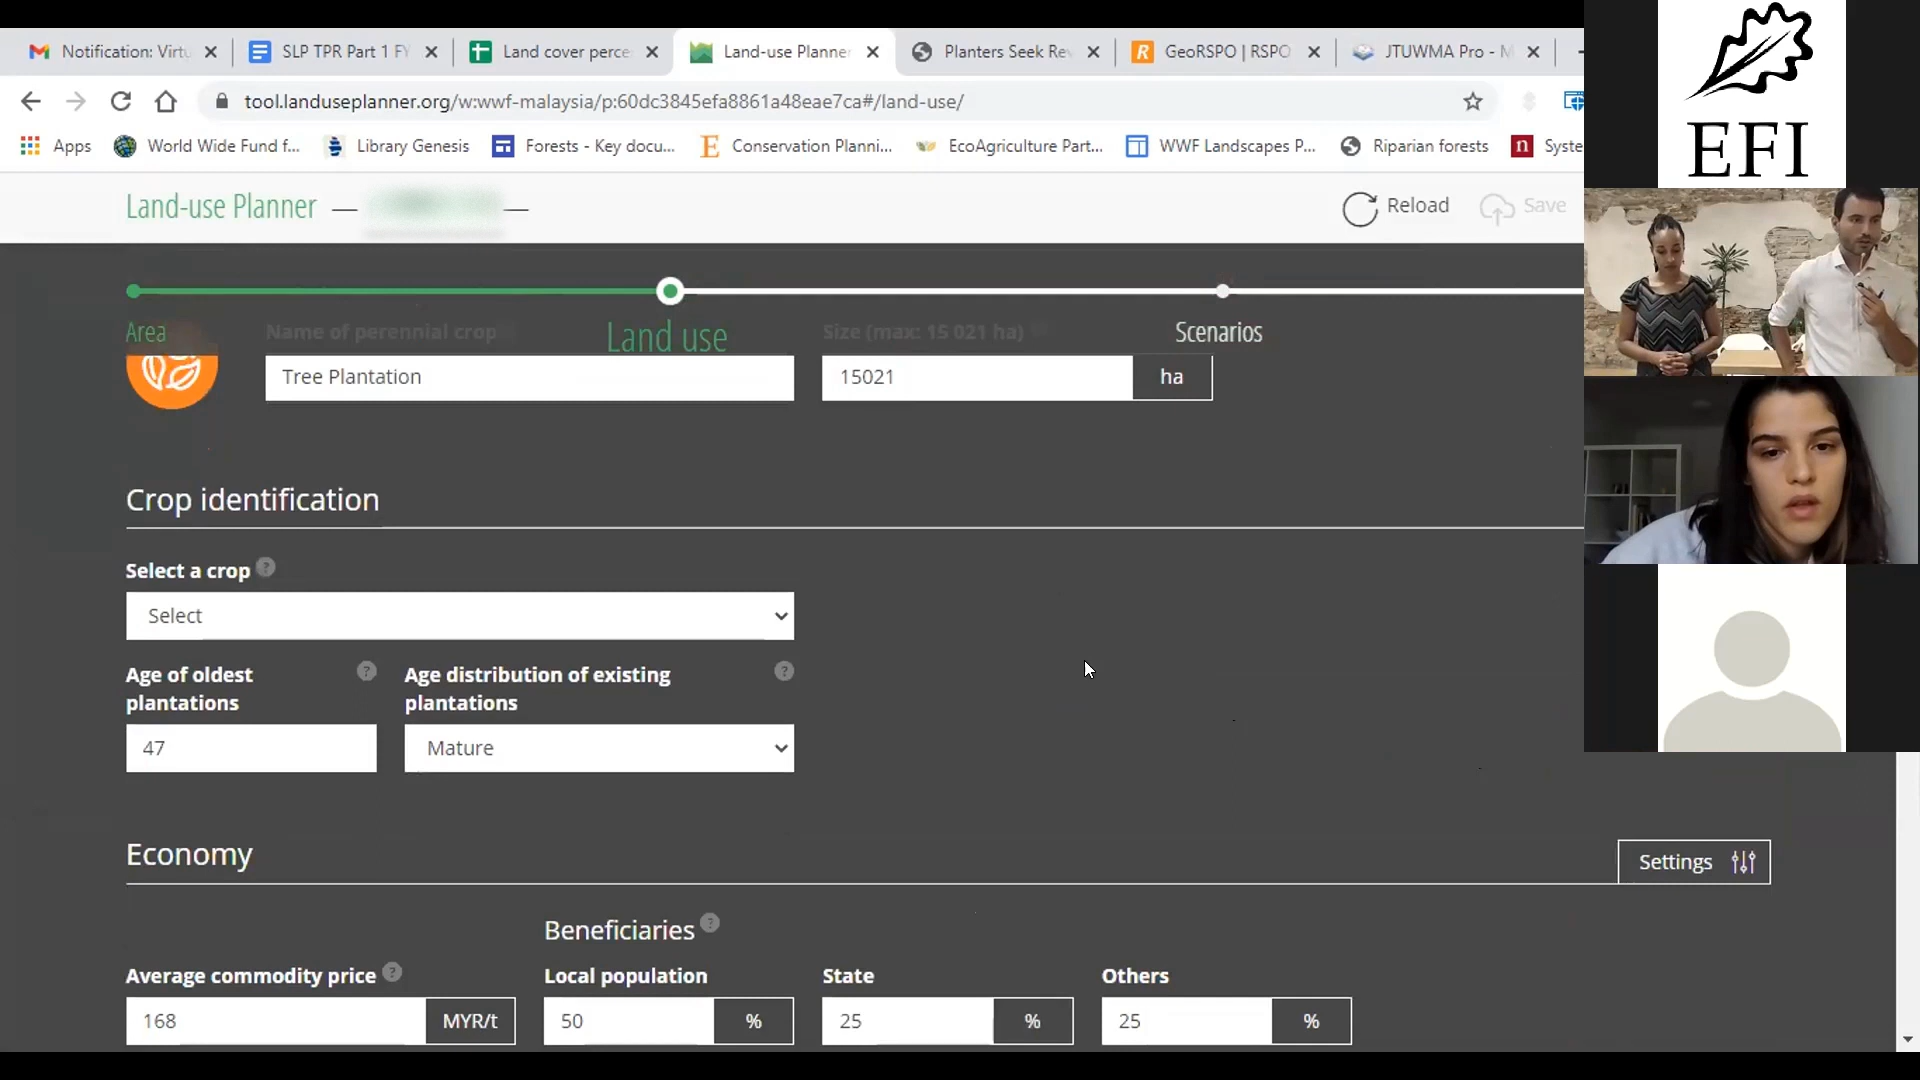 Notification: Virtu
SLP TPR Part 1 FY
Land cover perce
Land-use Planner
Planters Seek Rev
GeoRSPO | RSPO
JTUWMA Pro - M
tool.landuseplanner.org/w:wwf-malaysia/p:60dc3845efa8861a48eae7ca#/land-use/
Apps
World Wide Fund f...
Library Genesis
Forests - Key docu...
Conservation Planni...
EcoAgriculture Part...
WWF Landscapes P...
Riparian forests
Syste
EFI
Land-use Planner — —
Reload
Save
Area
Name of perennial crop
Land use
Size (max: 15 021 ha)
Scenarios
Tree Plantation
15021
ha
Crop identification
Select a crop ?
Select
Age of oldest
plantations
?
Age distribution of existing
plantations
?
47
Mature
Economy
Settings
Beneficiaries ?
Average commodity price ?
Local population
State
Others
168 MYR/t
50 %
25 %
25 %